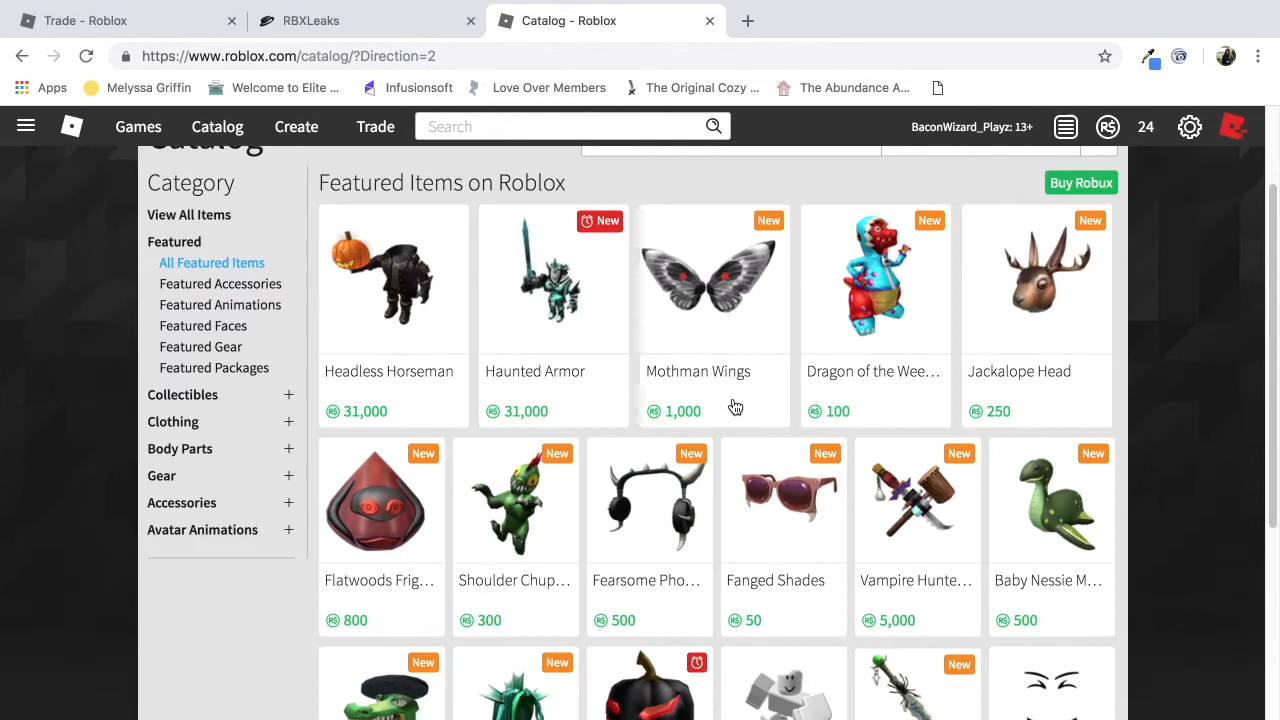 Trade - Roblox
RBXLeaks
Catalog - Roblox
https://www.roblox.com/catalog/?Direction=2
Apps
Melyssa Griffin
Welcome to Elite ...
Infusionsoft
Love Over Members
The Original Cozy ...
The Abundance A...
Games
Catalog
Create
Trade
Search
BaconWizard_Playz: 13+
24
Catalog
Category
Featured Items on Roblox
Buy Robux
View All Items
Featured
All Featured Items
Featured Accessories
Featured Animations
Featured Faces
Featured Gear
Featured Packages
Collectibles +
Clothing +
Body Parts +
Gear +
Accessories +
Avatar Animations +
New
New
New
New
Headless Horseman
Haunted Armor
Mothman Wings
Dragon of the Wee...
Jackalope Head
R$ 31,000
R$ 31,000
R$ 1,000
R$ 100
R$ 250
New
New
New
New
New
New
Flatwoods Frig...
Shoulder Chup...
Fearsome Pho...
Fanged Shades
Vampire Hunte...
Baby Nessie M...
R$ 800
R$ 300
R$ 500
R$ 50
R$ 5,000
R$ 500
New
New
New